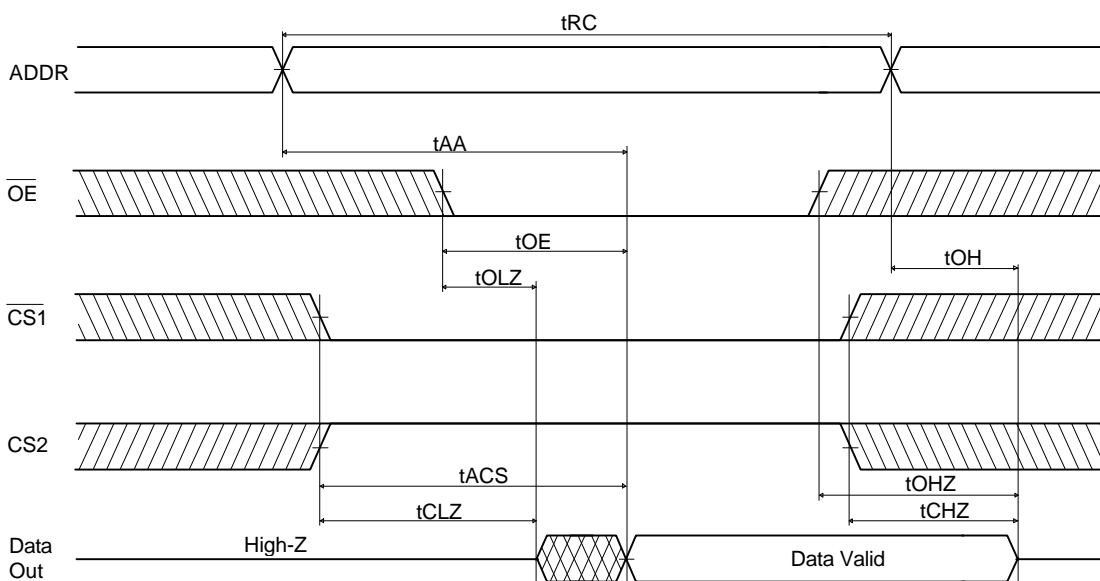 tRC
ADDR
tAA
OE
tOE
tOH
tOLZ
CS1
CS2
tACS
tOHZ
tCLZ
tCHZ
Data
Out
High-Z
Data Valid